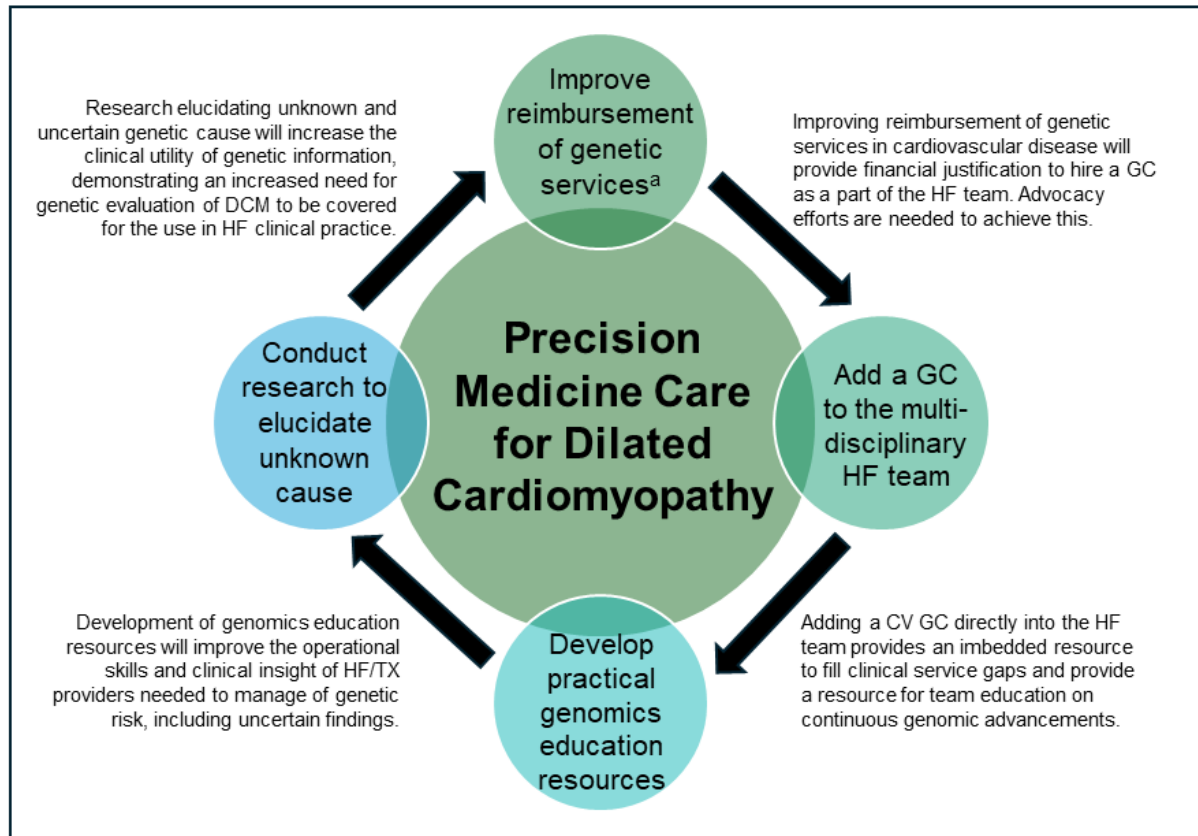 Improve
reimbursement
of genetic
servicesᵃ
Research elucidating unknown and
uncertain genetic cause will increase the
clinical utility of genetic information,
demonstrating an increased need for
genetic evaluation of DCM to be covered
for the use in HF clinical practice.
Improving reimbursement of genetic
services in cardiovascular disease will
provide financial justification to hire a GC
as a part of the HF team. Advocacy
efforts are needed to achieve this.
Conduct
research to
elucidate
unknown
cause
Precision
Medicine Care
for Dilated
Cardiomyopathy
Add a GC
to the multi-
disciplinary
HF team
Development of genomics education
resources will improve the operational
skills and clinical insight of HF/TX
providers needed to manage of genetic
risk, including uncertain findings.
Develop
practical
genomics
education
resources
Adding a CV GC directly into the HF
team provides an imbedded resource
to fill clinical service gaps and provide
a resource for team education on
continuous genomic advancements.